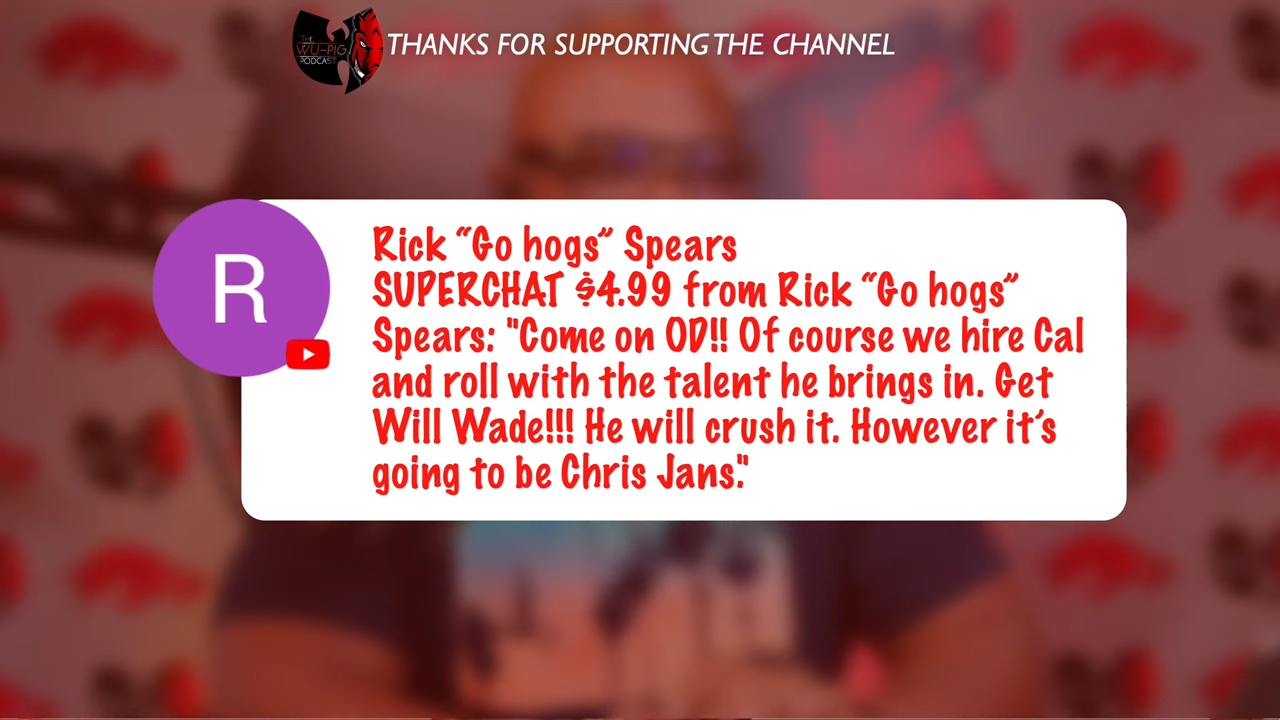 THE
WU-PIG
PODCAST
THANKS FOR SUPPORTING THE CHANNEL
R
Rick “Go hogs” Spears
SUPERCHAT $4.99 from Rick “Go hogs”
Spears: "Come on OD!! Of course we hire Cal
and roll with the talent he brings in. Get
Will Wade!!! He will crush it. However it’s
going to be Chris Jans."